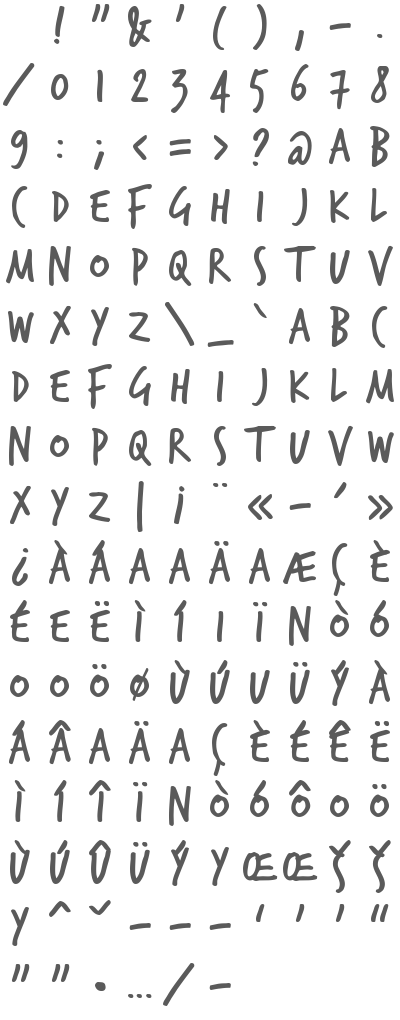 ! " & ' ( ) , - .
/ 0 1 2 3 4 5 6 7 8
9 : ; < = > ? @ A B
C D E F G H I J K L
M N O P Q R S T U V
W X Y Z \ _ ` A B C
D E F G H I J K L M
N O P Q R S T U V W
X Y Z | ¡ ¨ « - ´ »
¿ À Á A A Ä A Æ Ç È
É E Ë Ì Í I Ï N Ò Ó
O O Ö Ø Ù Ú U Ü Ý À
Á Â A Ä A Ç È É Ê Ë
Ì Í Î Ï N Ò Ó Ô O Ö
Ù Ú Û Ü Ý Y Œ Œ Š Š
Y ˆ ˇ – — — ‘ ’ ’ “
” ” • … / -